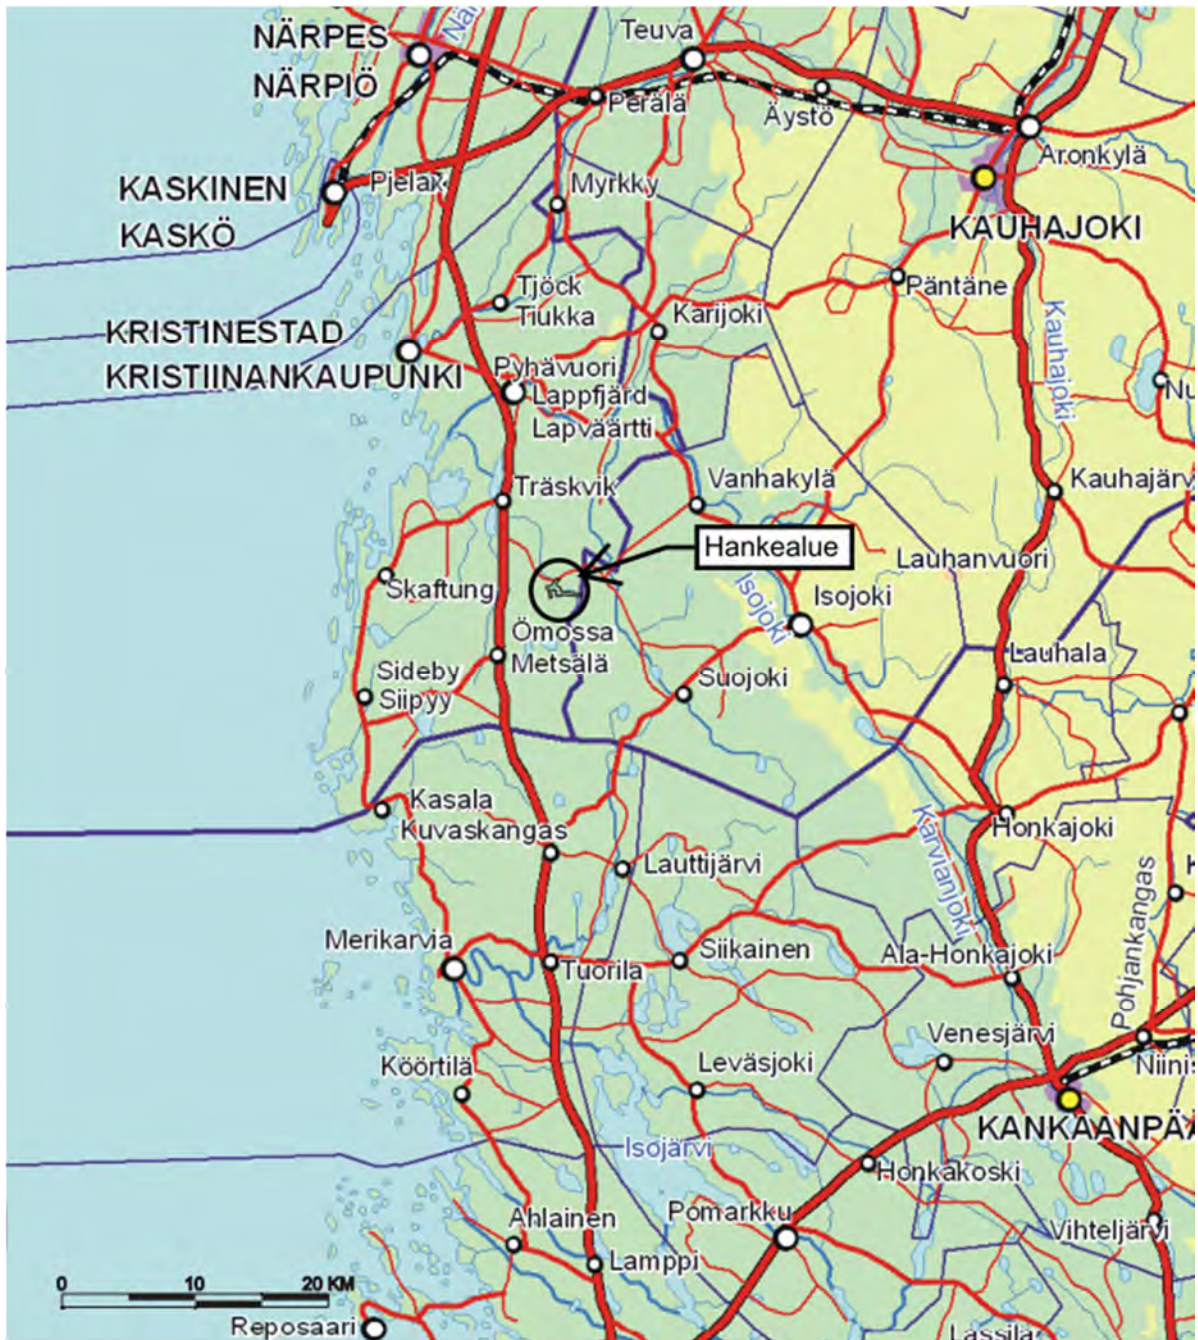 NÄRPES
NÄRPIÖ
När
Teuva
Perälä
Äystö
Aronkylä
KASKINEN
KASKÖ
Pjelax
Myrkky
KAUHAJOKI
Päntäne
Tjöck
Tiukka
Karijoki
Kauhajoki
KRISTINESTAD
KRISTIINANKAUPUNKI
Pyhävuori
Lappfjärd
Lapväärtti
Nu
Träskvik
Vanhakylä
Kauhajärv
Hankealue
Lauhanvuori
Skaftung
Isojoki
Isojoki
Ömossa
Metsälä
Lauhala
Sideby
Siipyy
Suojoki
Kasala
Kuvaskangas
Honkajoki
Lauttijärvi
Karvianjoki
Pohjankangas
K
Merikarvia
Tuorila
Siikainen
Ala-Honkajoki
Venesjärvi
Niinis
Köörtilä
Leväsjoki
KANKAANPÄÄ
Isojärvi
Honkakoski
Ahlainen
Pomarkku
Vihteljärvi
Lamppi
0 10 20 KM
Reposaari
Lassila